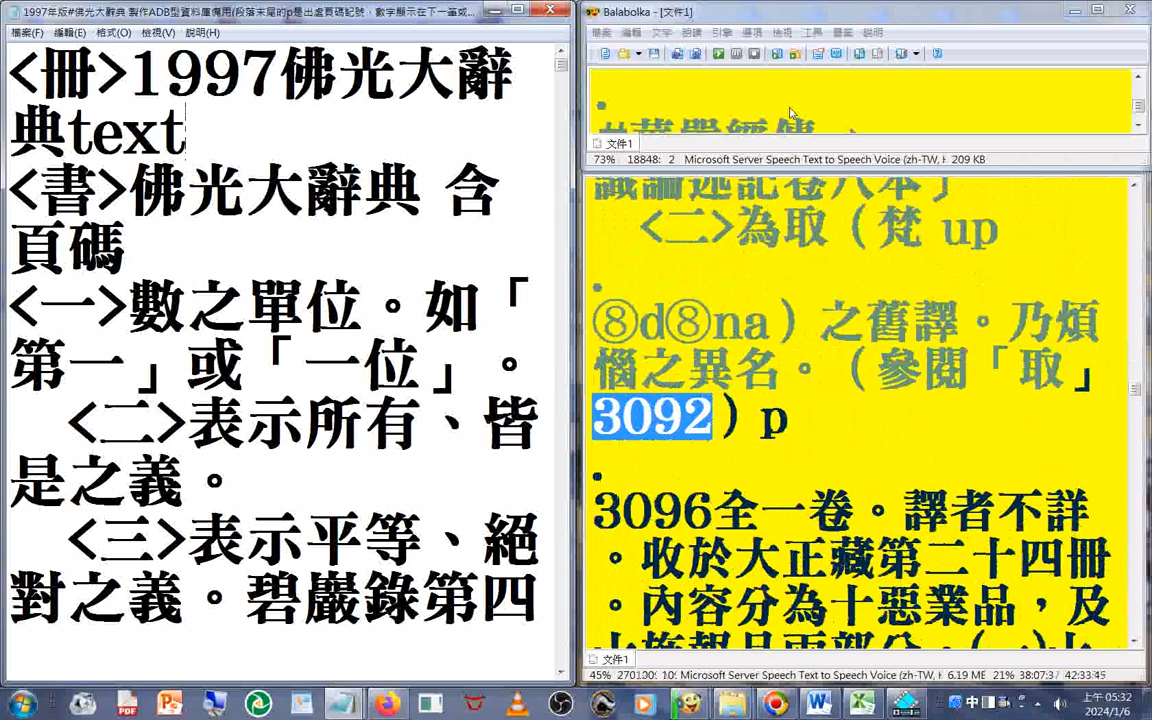 1997年版#佛光大辭典 製作ADB型資料庫備用(段落末尾的p是出處頁碼記號，數字顯示在下一筆或...
檔案(F) 編輯(E) 格式(O) 檢視(V) 說明(H)
<冊>1997佛光大辭
典text
<書>佛光大辭典 含
頁碼
<一>數之單位。如「
第一」或「一位」。
<二>表示所有、皆
是之義。
<三>表示平等、絕
對之義。碧巖錄第四
Balabolka - [文件1]
檔案 編輯 文字 朗讀 引擎 選項 檢視 工具 說明
文件1
73% 18848: 2 Microsoft Server Speech Text to Speech Voice (zh-TW, H 209 KB
識論述記卷八本」
<二>為取（梵 up
⑧d⑧na）之舊譯。乃煩
惱之異名。（參閱「取」
3092）p
3096全一卷。譯者不詳
。收於大正藏第二十四冊
。內容分為十惡業品，及
文件1
Microsoft Server Speech Text to Speech Voice (zh-TW, H 6.19 ME 21% 38:07:37 42:33:45
中
上午 05:32
2024/1/6